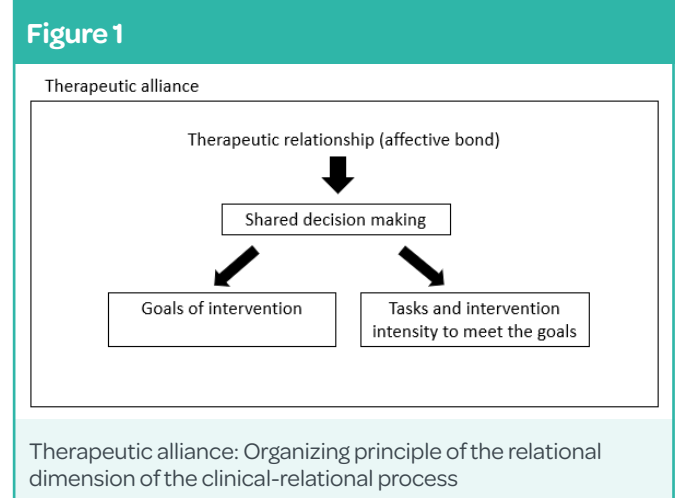 Figure 1
Therapeutic alliance
Therapeutic relationship (affective bond)
Shared decision making
Goals of intervention
Tasks and intervention
intensity to meet the goals
Therapeutic alliance: Organizing principle of the relational
dimension of the clinical-relational process